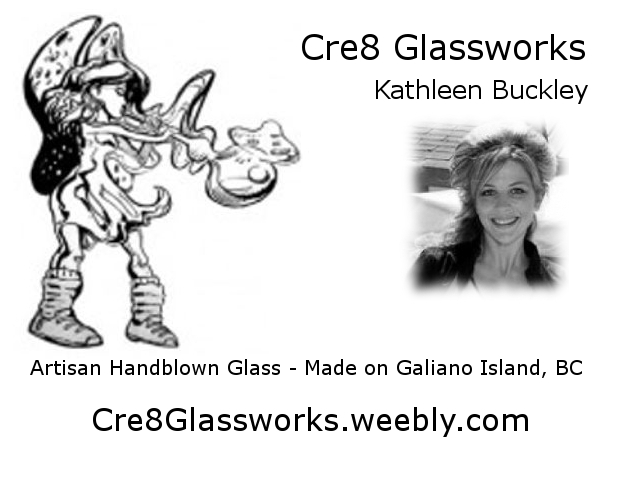 Cre8 Glassworks
Kathleen Buckley
Artisan Handblown Glass - Made on Galiano Island, BC
Cre8Glassworks.weebly.com